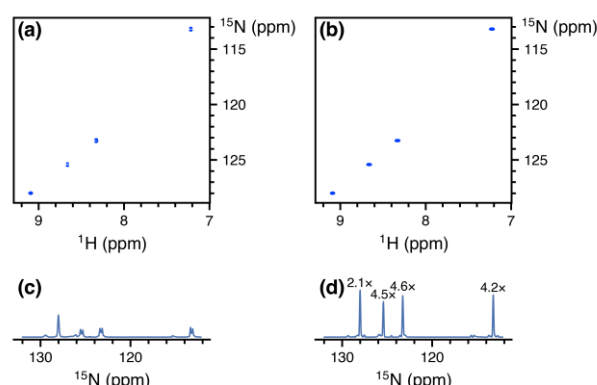 (a)
¹⁵N (ppm)
115
120
125
9 8 7
¹H (ppm)
(b)
¹⁵N (ppm)
115
120
125
9 8 7
¹H (ppm)
(c)
130 120
¹⁵N (ppm)
(d)
2.1×
4.5×
4.6×
4.2×
130 120
¹⁵N (ppm)